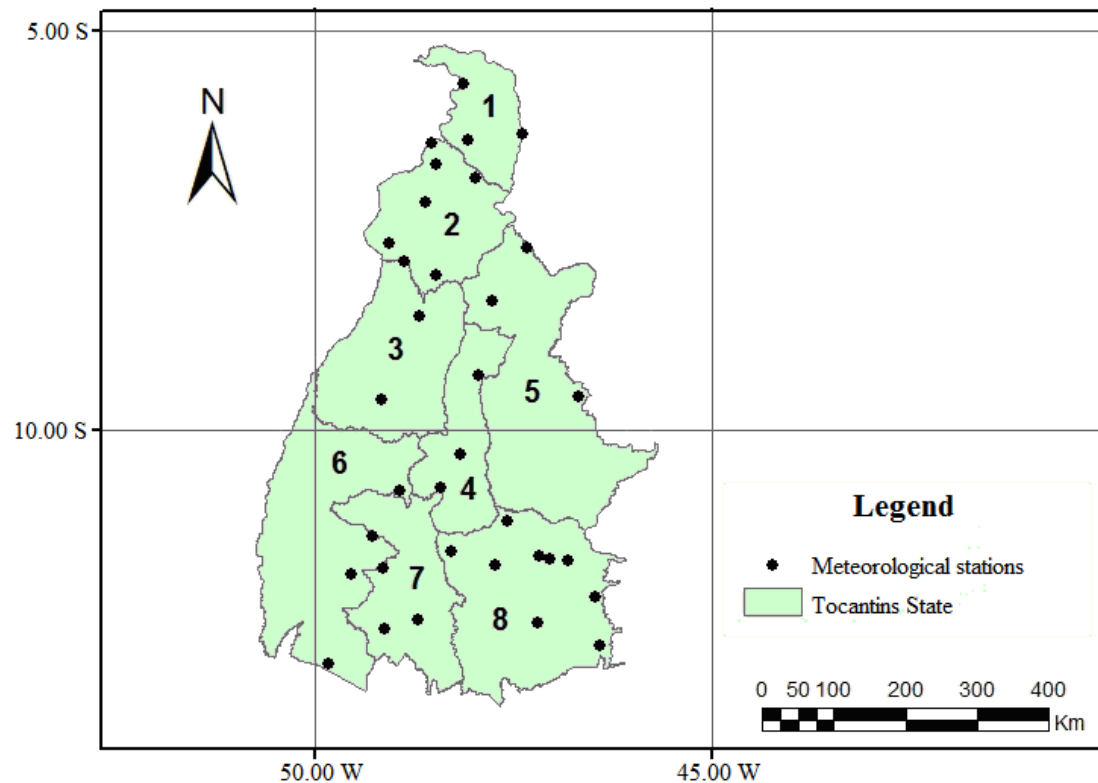 5.00 S
N
1
2
3
5
10.00 S
6
4
7
8
Legend
Meteorological stations
Tocantins State
0 50 100 200 300 400
Km
50.00 W 45.00 W